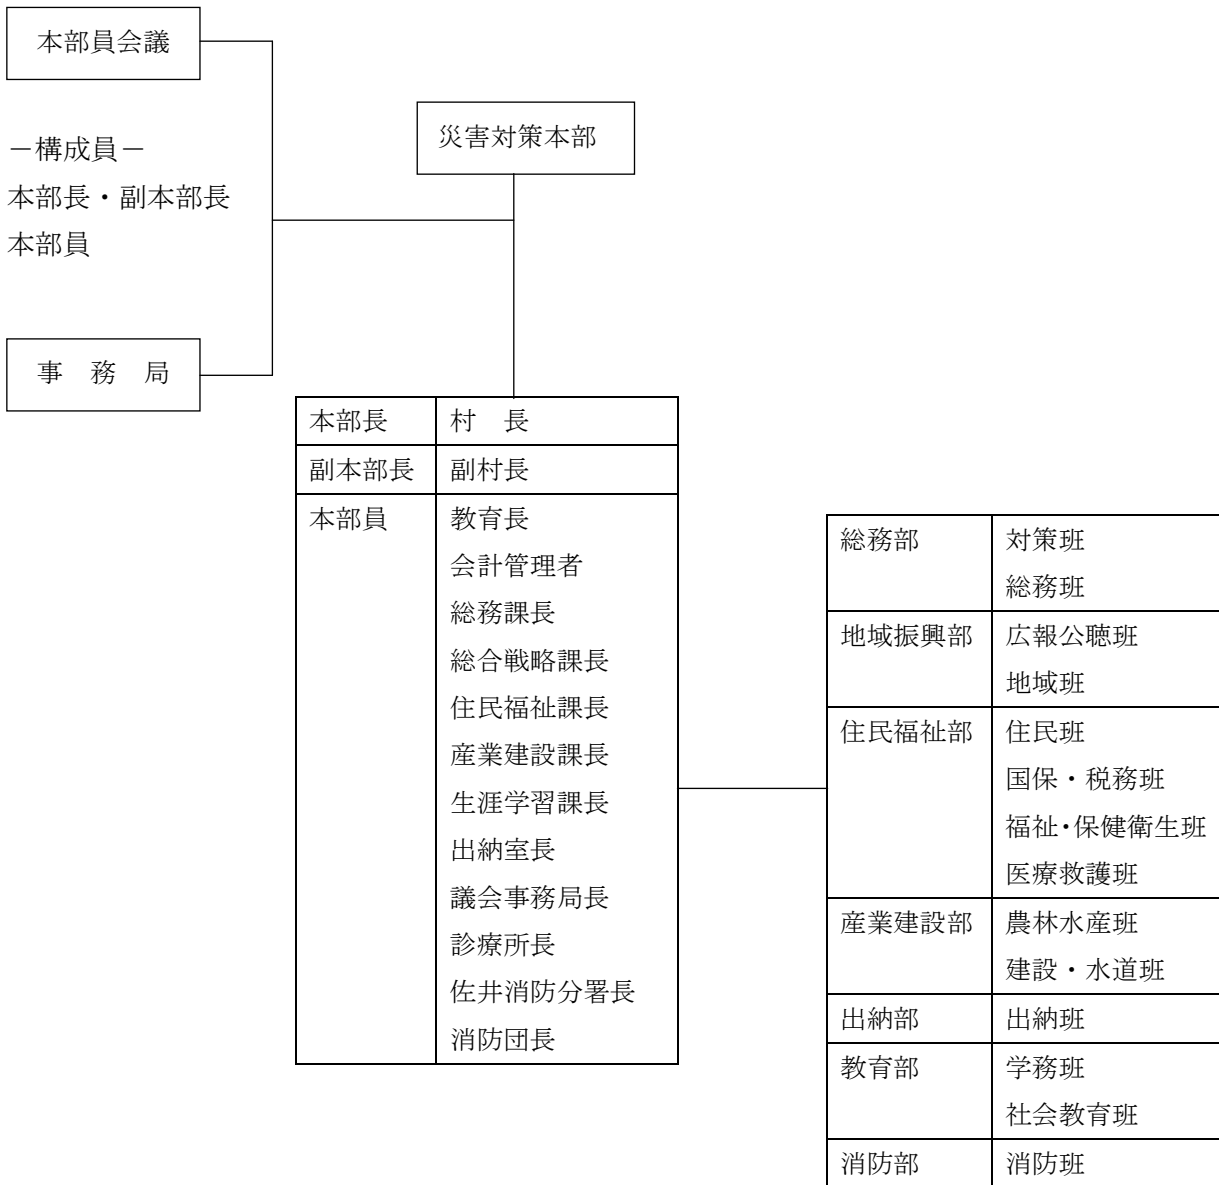 本部員会議
災害対策本部
－構成員－
本部長・副本部長
本部員
事　務　局
本部長 村　長
副本部長 副村長
本部員 教育長
会計管理者
総務課長
総合戦略課長
住民福祉課長
産業建設課長
生涯学習課長
出納室長
議会事務局長
診療所長
佐井消防分署長
消防団長
総務部 対策班
総務班
地域振興部 広報公聴班
地域班
住民福祉部 住民班
国保・税務班
福祉・保健衛生班
医療救護班
産業建設部 農林水産班
建設・水道班
出納部 出納班
教育部 学務班
社会教育班
消防部 消防班